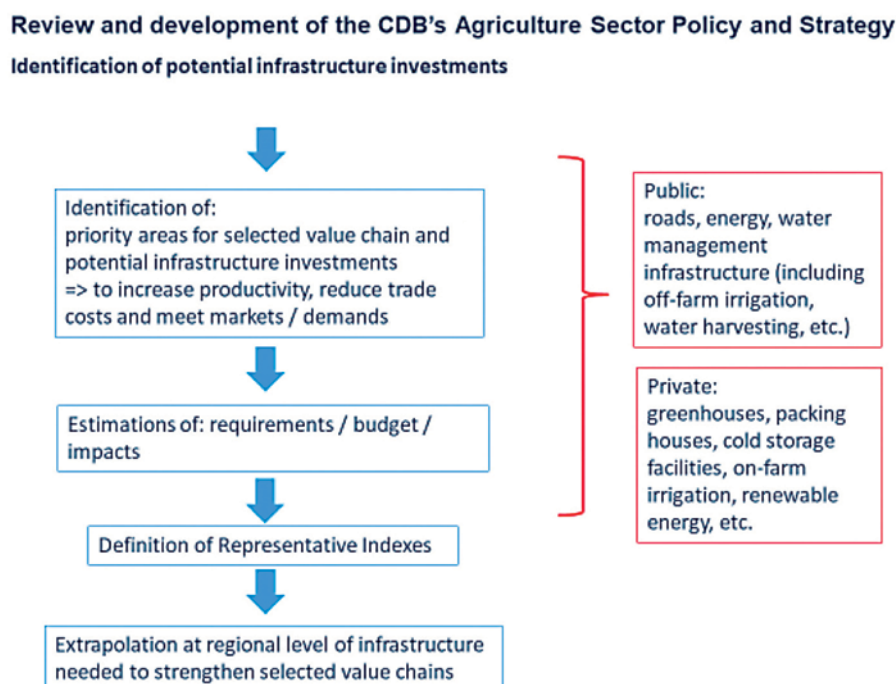 Review and development of the CDB's Agriculture Sector Policy and Strategy
Identification of potential infrastructure investments
Identification of:
priority areas for selected value chain and
potential infrastructure investments
=> to increase productivity, reduce trade
costs and meet markets / demands
Estimations of: requirements / budget /
impacts
Definition of Representative Indexes
Extrapolation at regional level of infrastructure
needed to strengthen selected value chains
Public:
roads, energy, water
management
infrastructure (including
off-farm irrigation,
water harvesting, etc.)
Private:
greenhouses, packing
houses, cold storage
facilities, on-farm
irrigation, renewable
energy, etc.